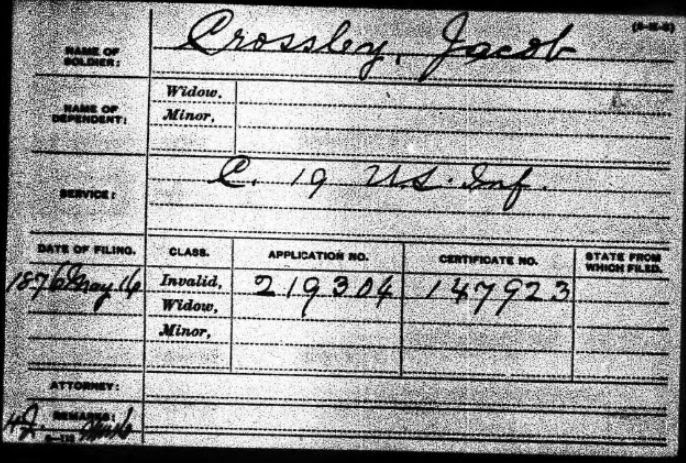 Crossley, Jacob
NAME OF SOLDIER:
NAME OF DEPENDENT:
Widow,
Minor,
SERVICE:
C. 19 U.S. Inf.
DATE OF FILING. CLASS. APPLICATION NO. CERTIFICATE NO. STATE FROM WHICH FILED.
1876 May 16 Invalid, 219304 147923
Widow,
Minor,
ATTORNEY:
REMARKS: